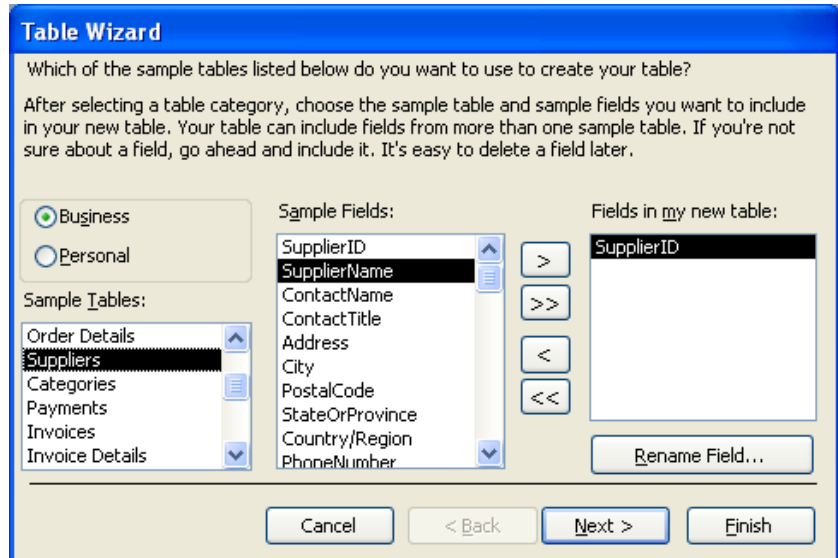 Table Wizard
Which of the sample tables listed below do you want to use to create your table?
After selecting a table category, choose the sample table and sample fields you want to include
in your new table. Your table can include fields from more than one sample table. If you're not
sure about a field, go ahead and include it. It's easy to delete a field later.
Business
Personal
Sample Tables:
Order Details
Suppliers
Categories
Payments
Invoices
Invoice Details
Sample Fields:
SupplierID
SupplierName
ContactName
ContactTitle
Address
City
PostalCode
StateOrProvince
Country/Region
PhoneNumber
>
>>
<
<<
Fields in my new table:
SupplierID
Rename Field...
Cancel
< Back
Next >
Finish